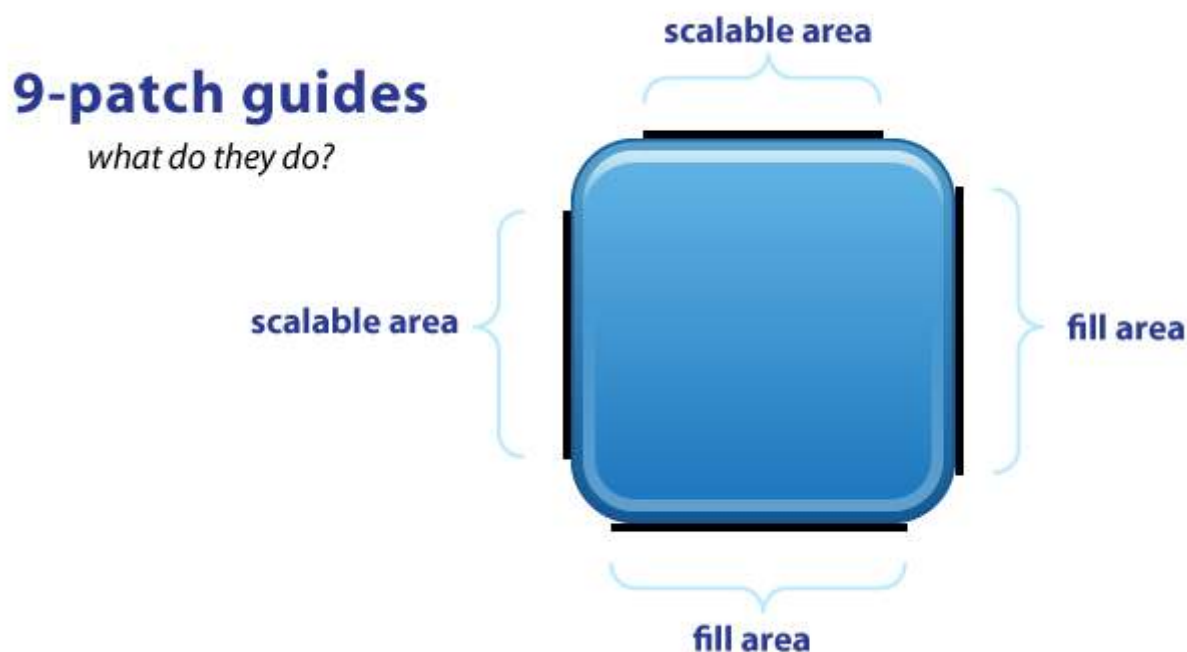 9-patch guides
what do they do?
scalable area
scalable area
fill area
fill area